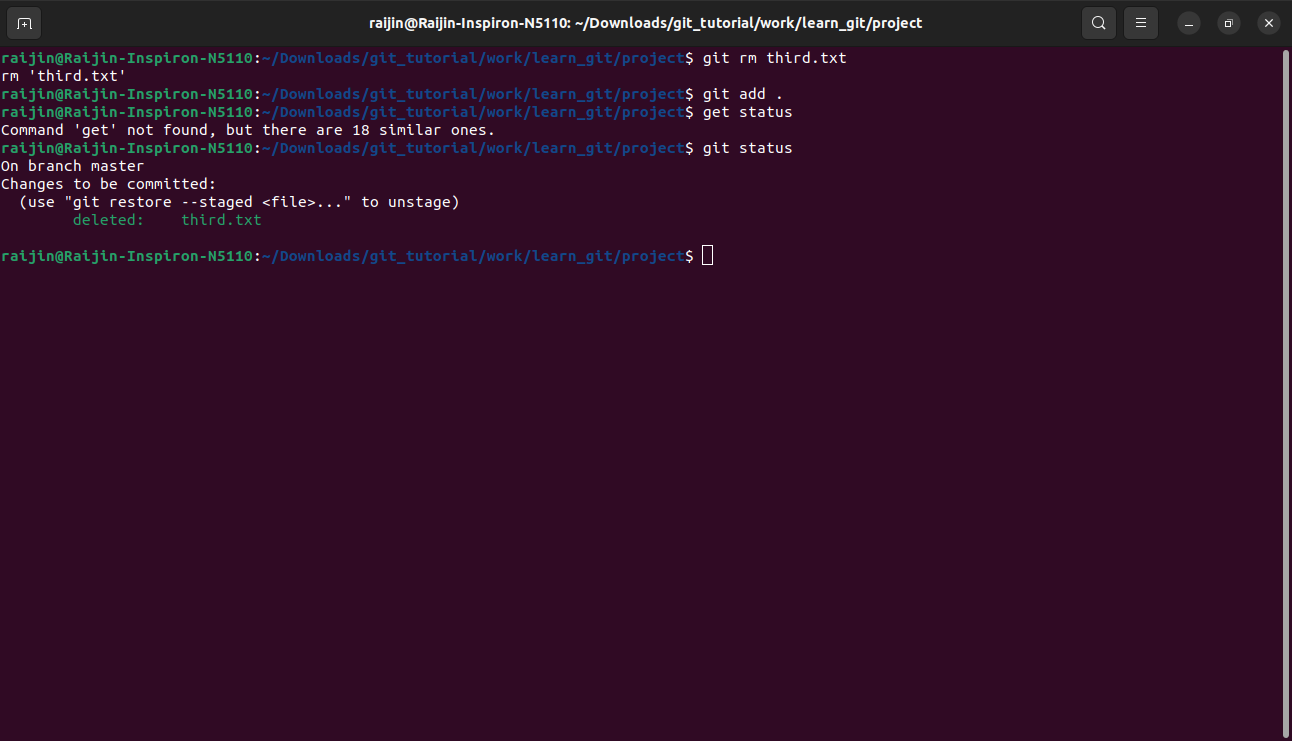 raijin@Raijin-Inspiron-N5110: ~/Downloads/git_tutorial/work/learn_git/project
raijin@Raijin-Inspiron-N5110:~/Downloads/git_tutorial/work/learn_git/project$ git rm third.txt
rm 'third.txt'
raijin@Raijin-Inspiron-N5110:~/Downloads/git_tutorial/work/learn_git/project$ git add .
raijin@Raijin-Inspiron-N5110:~/Downloads/git_tutorial/work/learn_git/project$ get status
Command 'get' not found, but there are 18 similar ones.
raijin@Raijin-Inspiron-N5110:~/Downloads/git_tutorial/work/learn_git/project$ git status
On branch master
Changes to be committed:
  (use "git restore --staged <file>..." to unstage)
        deleted:    third.txt
raijin@Raijin-Inspiron-N5110:~/Downloads/git_tutorial/work/learn_git/project$